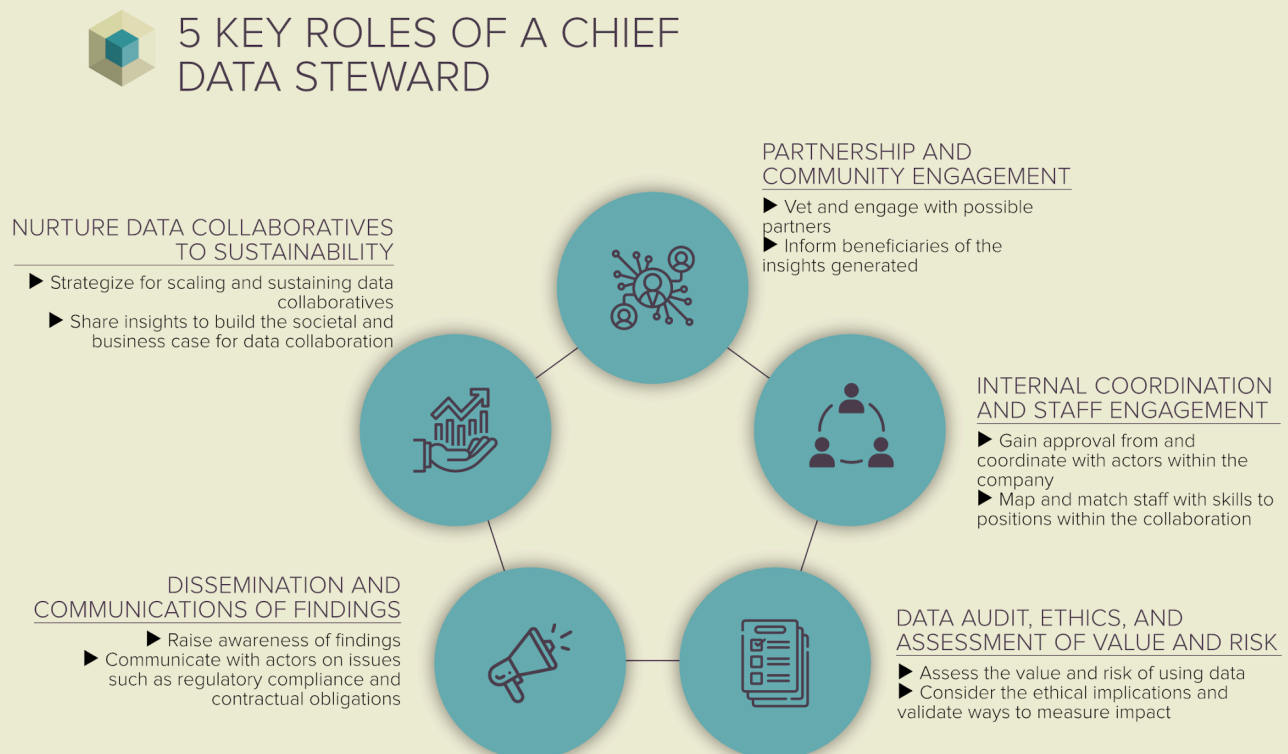 5 KEY ROLES OF A CHIEF
DATA STEWARD
PARTNERSHIP AND
COMMUNITY ENGAGEMENT
▶ Vet and engage with possible
partners
▶ Inform beneficiaries of the
insights generated
INTERNAL COORDINATION
AND STAFF ENGAGEMENT
▶ Gain approval from and
coordinate with actors within the
company
▶ Map and match staff with skills to
positions within the collaboration
DATA AUDIT, ETHICS, AND
ASSESSMENT OF VALUE AND RISK
▶ Assess the value and risk of using data
▶ Consider the ethical implications and
validate ways to measure impact
DISSEMINATION AND
COMMUNICATIONS OF FINDINGS
▶ Raise awareness of findings
▶ Communicate with actors on issues
such as regulatory compliance and
contractual obligations
NURTURE DATA COLLABORATIVES
TO SUSTAINABILITY
▶ Strategize for scaling and sustaining data
collaboratives
▶ Share insights to build the societal and
business case for data collaboration